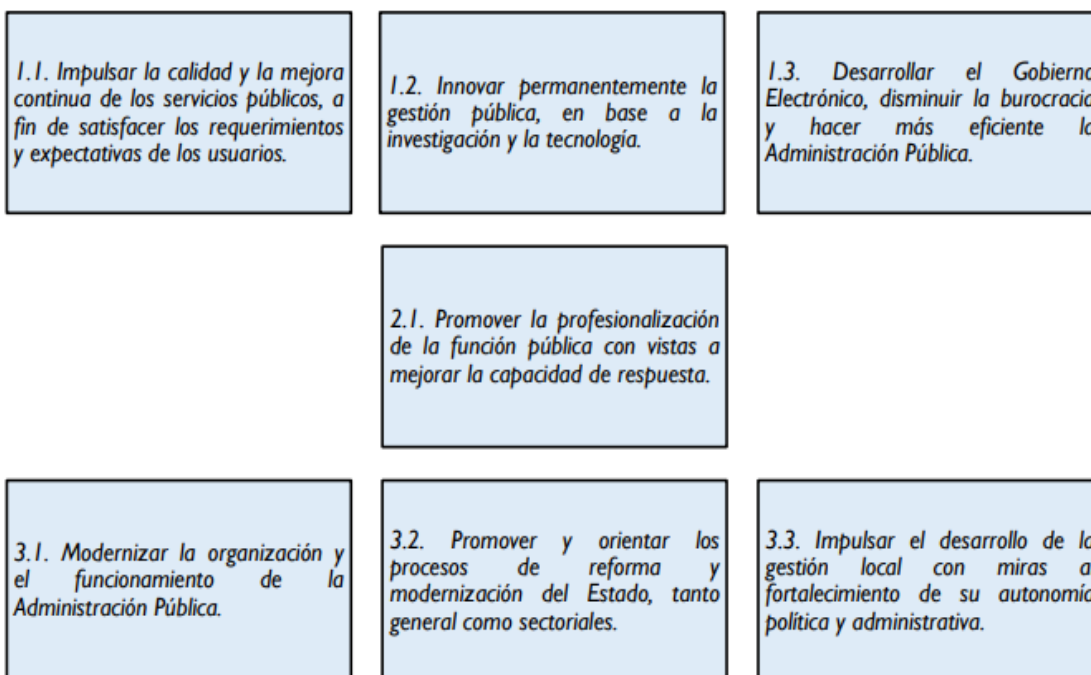 1.1. Impulsar la calidad y la mejora
continua de los servicios públicos, a
fin de satisfacer los requerimientos
y expectativas de los usuarios.
1.2. Innovar permanentemente la
gestión pública, en base a la
investigación y la tecnología.
1.3. Desarrollar el Gobierno
Electrónico, disminuir la burocracia
y hacer más eficiente la
Administración Pública.
2.1. Promover la profesionalización
de la función pública con vistas a
mejorar la capacidad de respuesta.
3.1. Modernizar la organización y
el funcionamiento de la
Administración Pública.
3.2. Promover y orientar los
procesos de reforma y
modernización del Estado, tanto
general como sectoriales.
3.3. Impulsar el desarrollo de la
gestión local con miras a
fortalecimiento de su autonomía
política y administrativa.